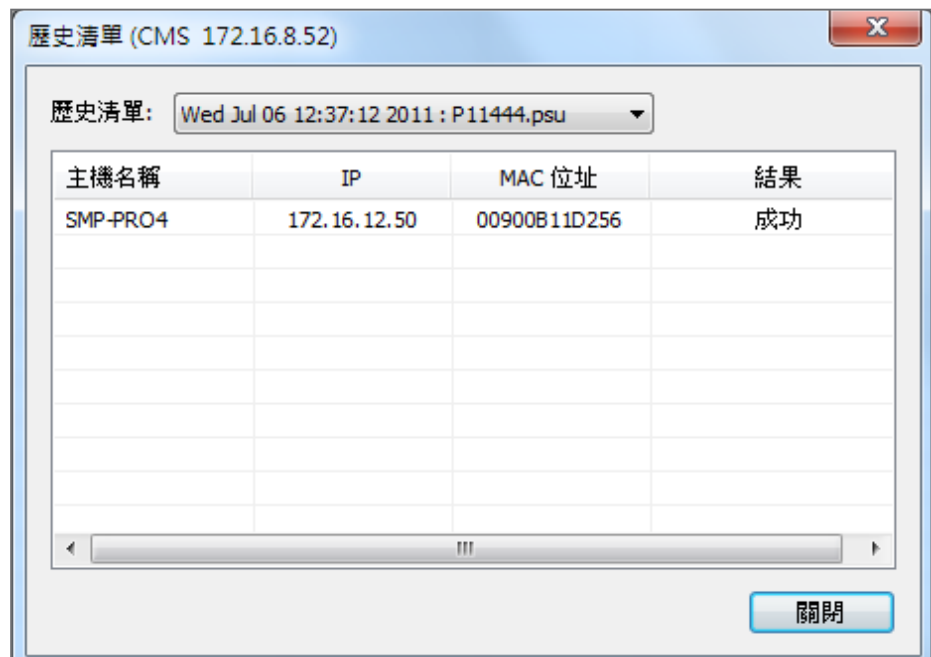 歷史清單 (CMS 172.16.8.52)
歷史清單: Wed Jul 06 12:37:12 2011 : P11444.psu
主機名稱 IP MAC 位址 結果
SMP-PRO4 172.16.12.50 00900B11D256 成功
關閉